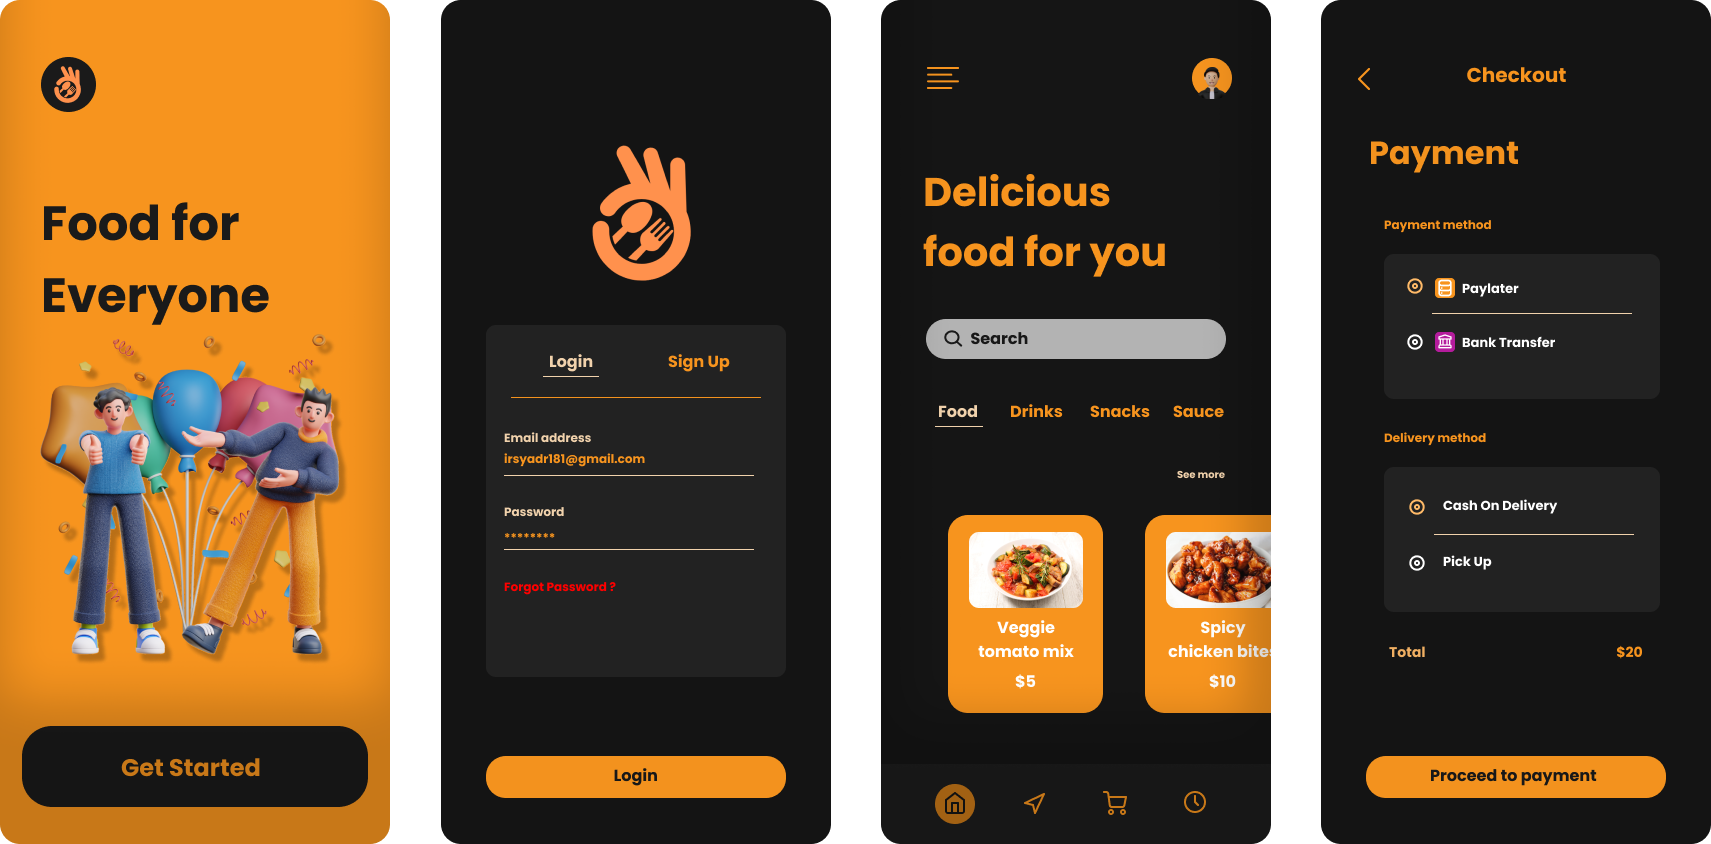 Food for
Everyone
Get Started
Login
Sign Up
Email address
irsyadr181@gmail.com
Password
********
Forgot Password ?
Login
Delicious
food for you
Search
Food
Drinks
Snacks
Sauce
See more
Veggie
tomato mix
$5
Spicy
chicken bites
$10
Checkout
Payment
Payment method
Paylater
Bank Transfer
Delivery method
Cash On Delivery
Pick Up
Total
$20
Proceed to payment